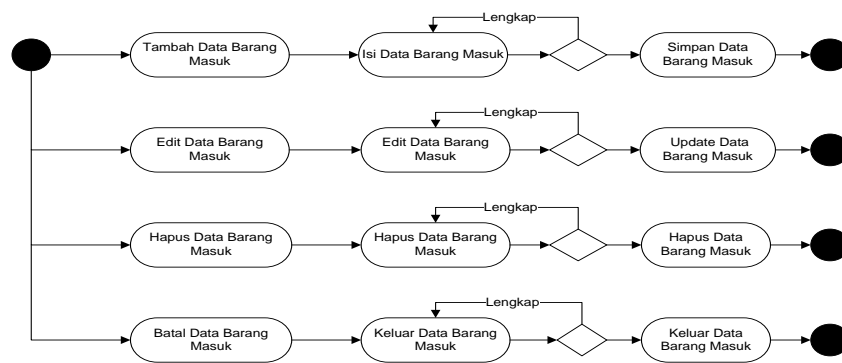 Lengkap
Tambah Data Barang
Masuk
Isi Data Barang Masuk
Simpan Data
Barang Masuk
Lengkap
Edit Data Barang
Masuk
Edit Data Barang
Masuk
Update Data
Barang Masuk
Lengkap
Hapus Data Barang
Masuk
Hapus Data Barang
Masuk
Hapus Data
Barang Masuk
Lengkap
Batal Data Barang
Masuk
Keluar Data Barang
Masuk
Keluar Data
Barang Masuk